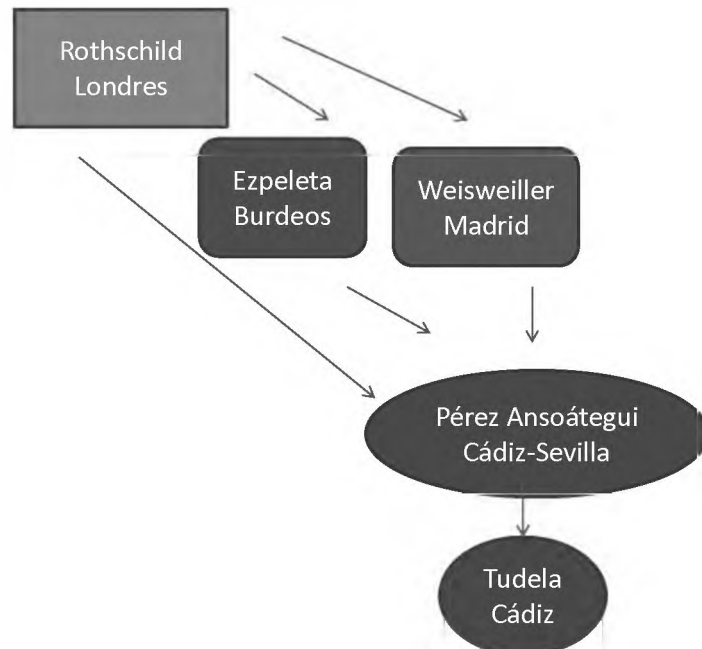 Rothschild
Londres
Ezpeleta
Burdeos
Weisweiller
Madrid
Pérez Ansoátegui
Cádiz-Sevilla
Tudela
Cádiz